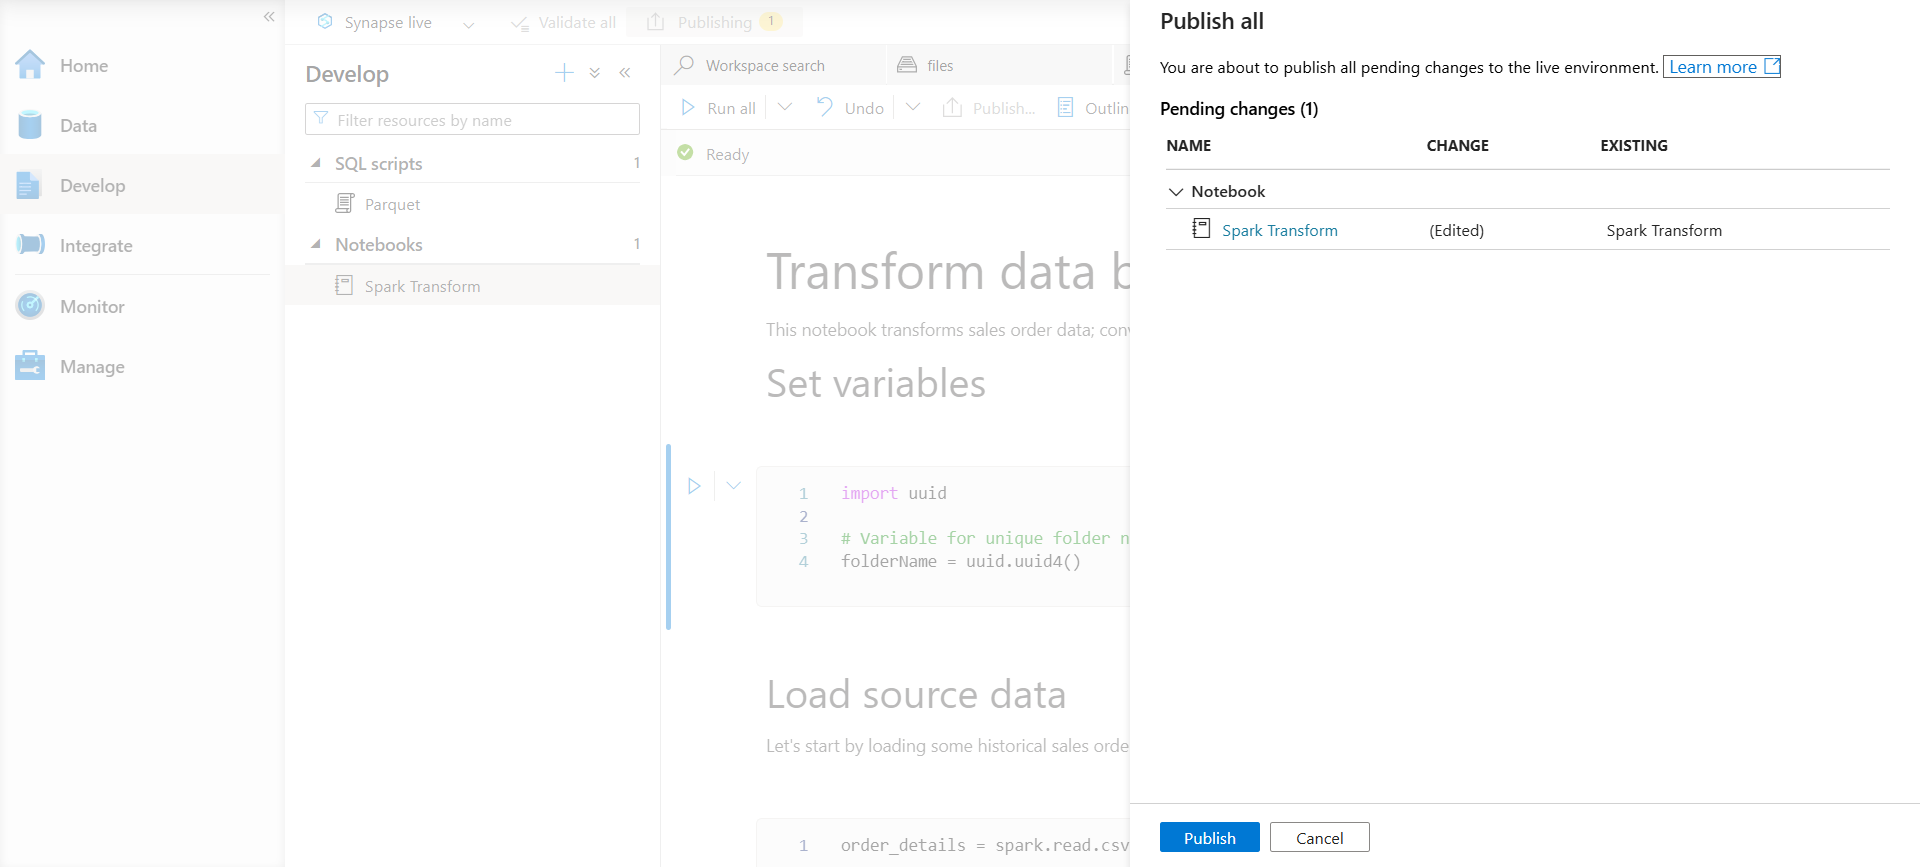 Home
Data
Develop
Integrate
Monitor
Manage
Synapse live
Validate all
Publishing 1
Develop
Filter resources by name
SQL scripts 1
Parquet
Notebooks 1
Spark Transform
Workspace search
files
Run all
Undo
Publish...
Outlin
Ready
Transform data b
This notebook transforms sales order data; con
Set variables
1 import uuid
2
3 # Variable for unique folder n
4 folderName = uuid.uuid4()
Load source data
Let's start by loading some historical sales orde
1 order_details = spark.read.csv
Publish all
You are about to publish all pending changes to the live environment. Learn more
Pending changes (1)
NAME CHANGE EXISTING
Notebook
Spark Transform (Edited) Spark Transform
Publish Cancel